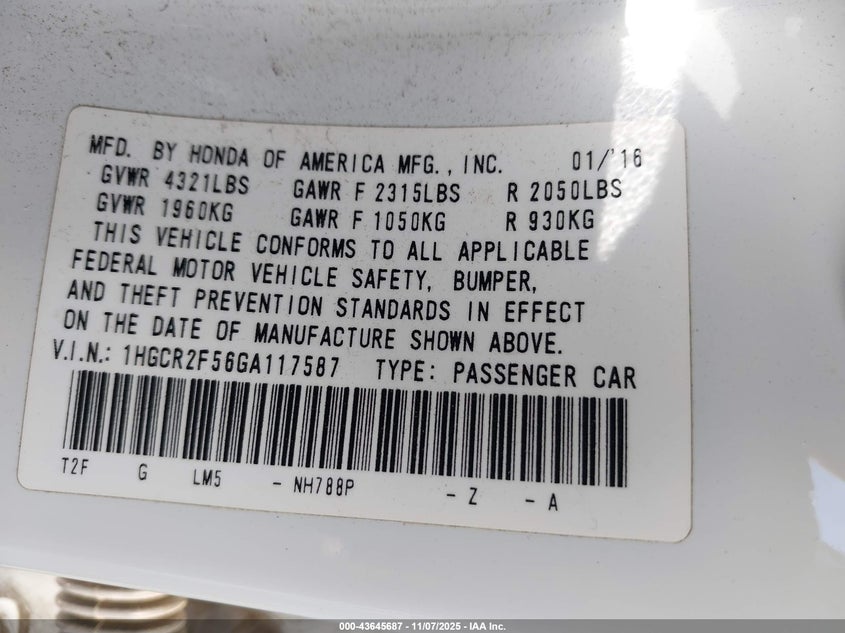 MFD. BY HONDA OF AMERICA MFG., INC. 01/'16
GVWR 4321LBS GAWR F 2315LBS R 2050LBS
GVWR 1960KG GAWR F 1050KG R 930KG
THIS VEHICLE CONFORMS TO ALL APPLICABLE
FEDERAL MOTOR VEHICLE SAFETY, BUMPER,
AND THEFT PREVENTION STANDARDS IN EFFECT
ON THE DATE OF MANUFACTURE SHOWN ABOVE.
V.I.N.: 1HGCR2F56GA117587 TYPE: PASSENGER CAR
T2F G LM5 - NH788P - Z - A
000-43645687 - 11/07/2025 - IAA Inc.